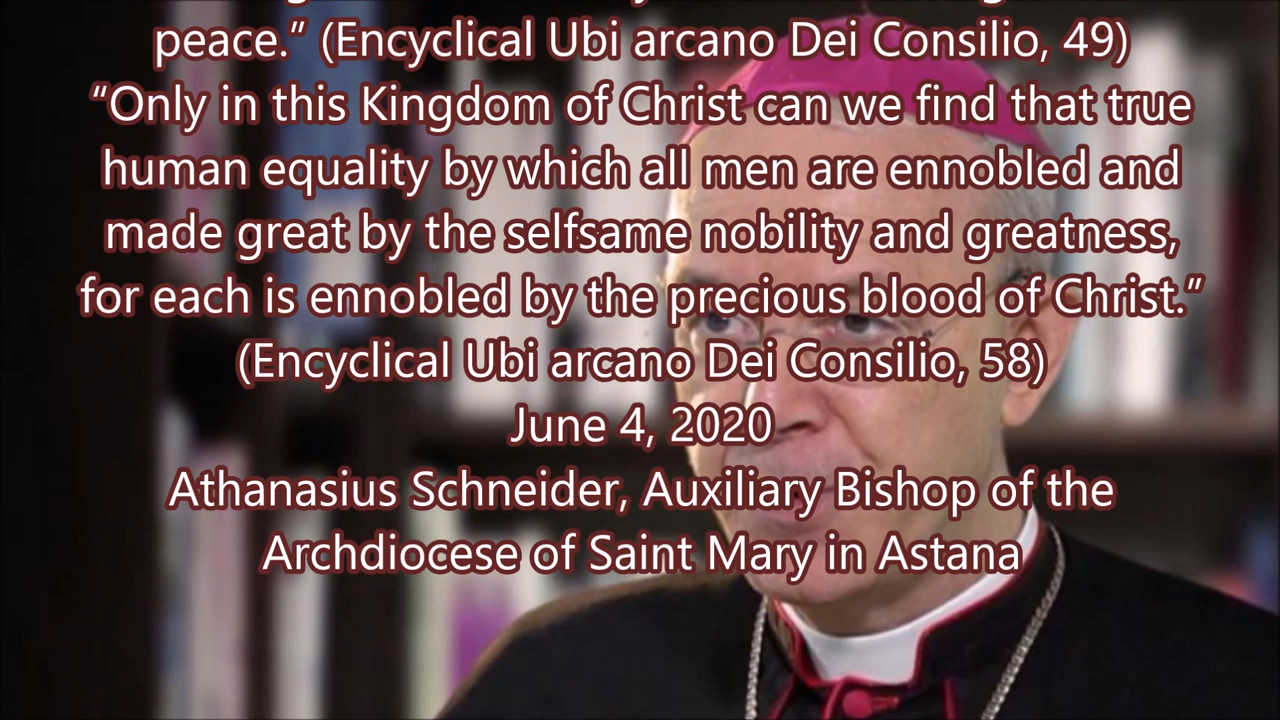 peace.” (Encyclical Ubi arcano Dei Consilio, 49)
“Only in this Kingdom of Christ can we find that true
human equality by which all men are ennobled and
made great by the selfsame nobility and greatness,
for each is ennobled by the precious blood of Christ.”
(Encyclical Ubi arcano Dei Consilio, 58)
June 4, 2020
Athanasius Schneider, Auxiliary Bishop of the
Archdiocese of Saint Mary in Astana